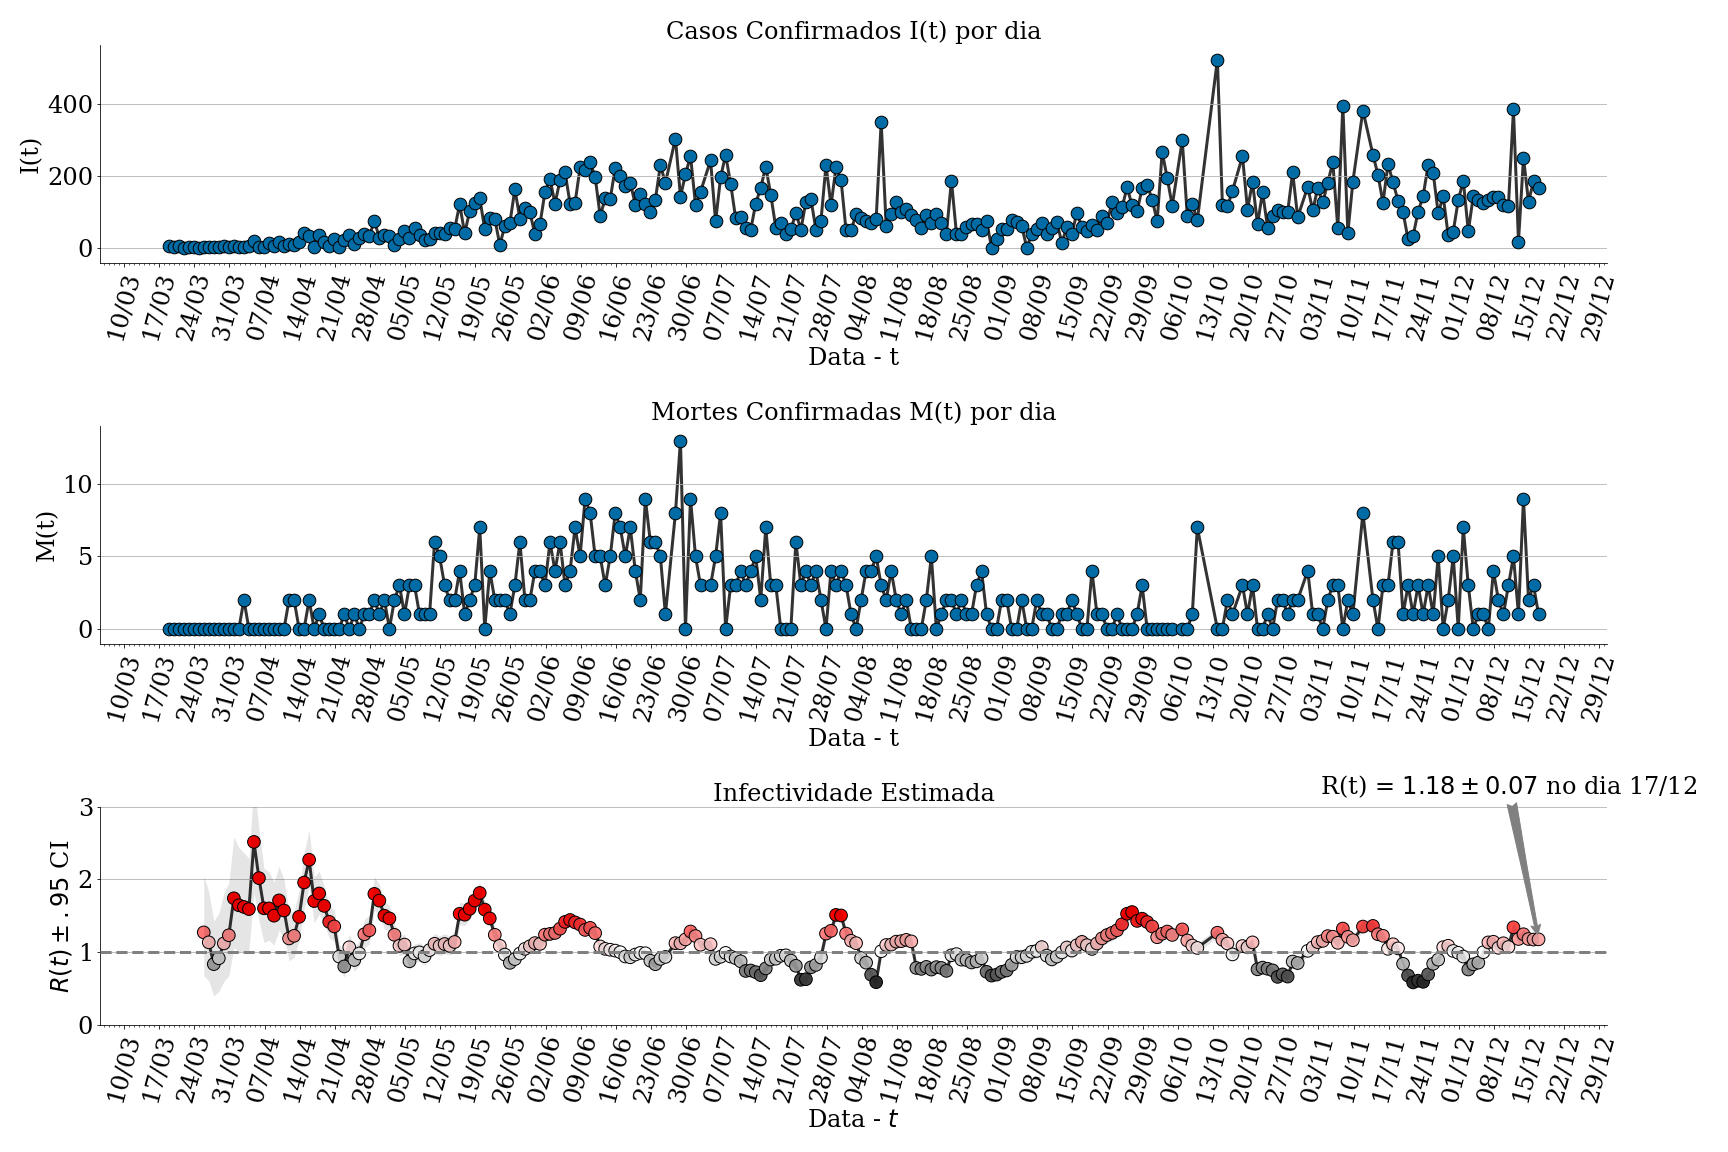 Casos Confirmados I(t) por dia
I(t)
400
200
0
10/03 17/03 24/03 31/03 07/04 14/04 21/04 28/04 05/05 12/05 19/05 26/05 02/06 09/06 16/06 23/06 30/06 07/07 14/07 21/07 28/07 04/08 11/08 18/08 25/08 01/09 08/09 15/09 22/09 29/09 06/10 13/10 20/10 27/10 03/11 10/11 17/11 24/11 01/12 08/12 15/12 22/12 29/12
Data - t
Mortes Confirmadas M(t) por dia
M(t)
10
5
0
10/03 17/03 24/03 31/03 07/04 14/04 21/04 28/04 05/05 12/05 19/05 26/05 02/06 09/06 16/06 23/06 30/06 07/07 14/07 21/07 28/07 04/08 11/08 18/08 25/08 01/09 08/09 15/09 22/09 29/09 06/10 13/10 20/10 27/10 03/11 10/11 17/11 24/11 01/12 08/12 15/12 22/12 29/12
Data - t
R(t) = 1.18 ± 0.07 no dia 17/12
Infectividade Estimada
R(t) ± .95 CI
3
2
1
0
10/03 17/03 24/03 31/03 07/04 14/04 21/04 28/04 05/05 12/05 19/05 26/05 02/06 09/06 16/06 23/06 30/06 07/07 14/07 21/07 28/07 04/08 11/08 18/08 25/08 01/09 08/09 15/09 22/09 29/09 06/10 13/10 20/10 27/10 03/11 10/11 17/11 24/11 01/12 08/12 15/12 22/12 29/12
Data - t